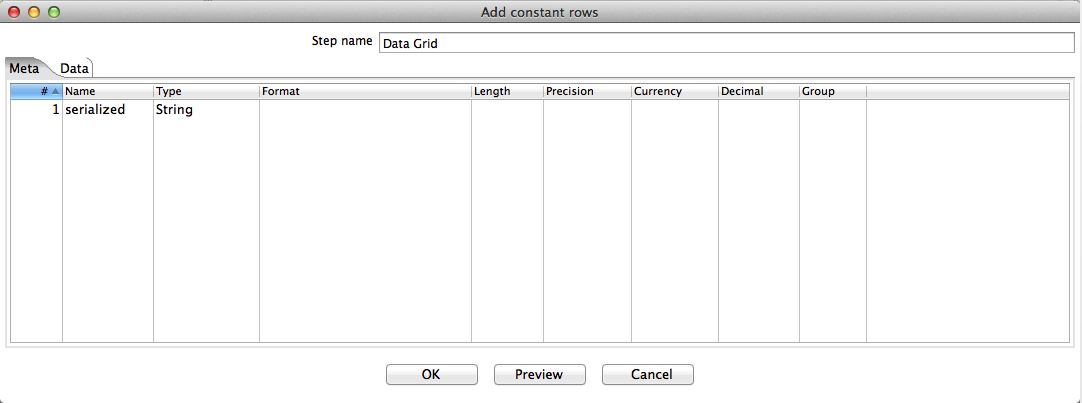 Add constant rows
Step name Data Grid
Meta Data
# Name Type Format Length Precision Currency Decimal Group
1 serialized String
OK Preview Cancel